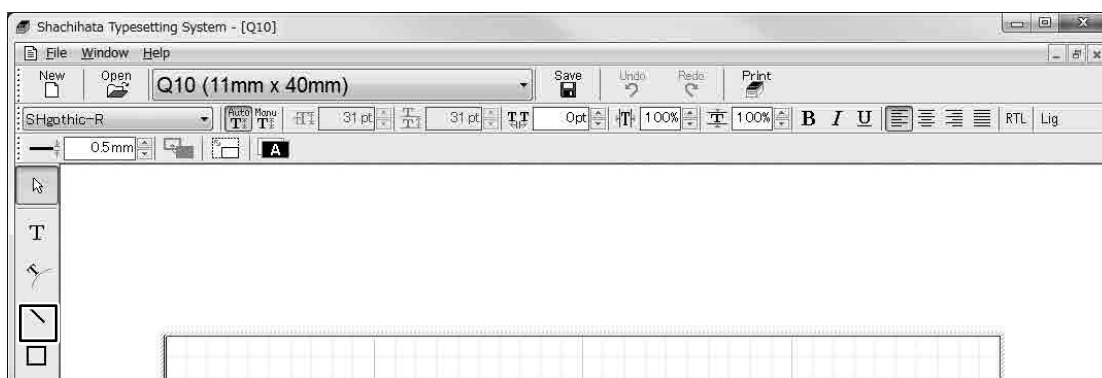 Shachihata Typesetting System - [Q10]
File Window Help
New Open Q10 (11mm x 40mm) Save Undo Redo Print
SHgothic-R Auto Manu 31 pt 31 pt 0pt 100% 100% B I U RTL Lig
0.5mm A
T